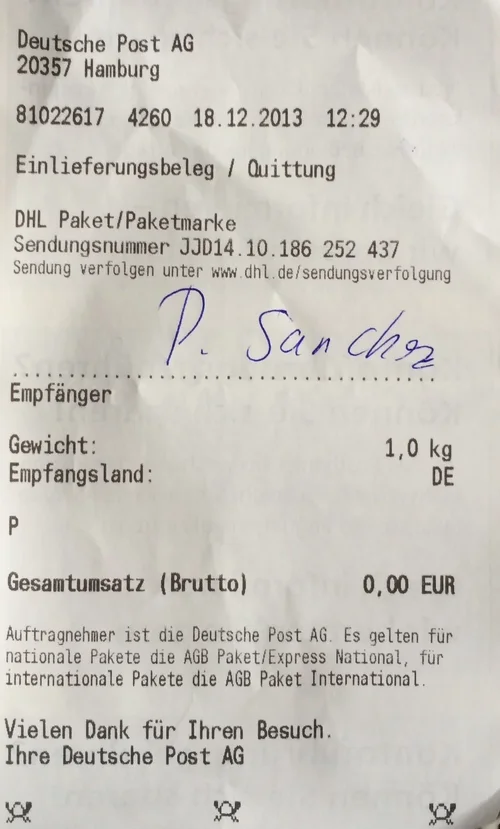 Deutsche Post AG
20357 Hamburg
81022617 4260 18.12.2013 12:29
Einlieferungsbeleg / Quittung
DHL Paket/Paketmarke
Sendungsnummer JJD14.10.186 252 437
Sendung verfolgen unter www.dhl.de/sendungsverfolgung
P. Sanchez
Empfänger
Gewicht: 1,0 kg
Empfangsland: DE
P
Gesamtumsatz (Brutto) 0,00 EUR
Auftragnehmer ist die Deutsche Post AG. Es gelten für
nationale Pakete die AGB Paket/Express National, für
internationale Pakete die AGB Paket International.
Vielen Dank für Ihren Besuch.
Ihre Deutsche Post AG